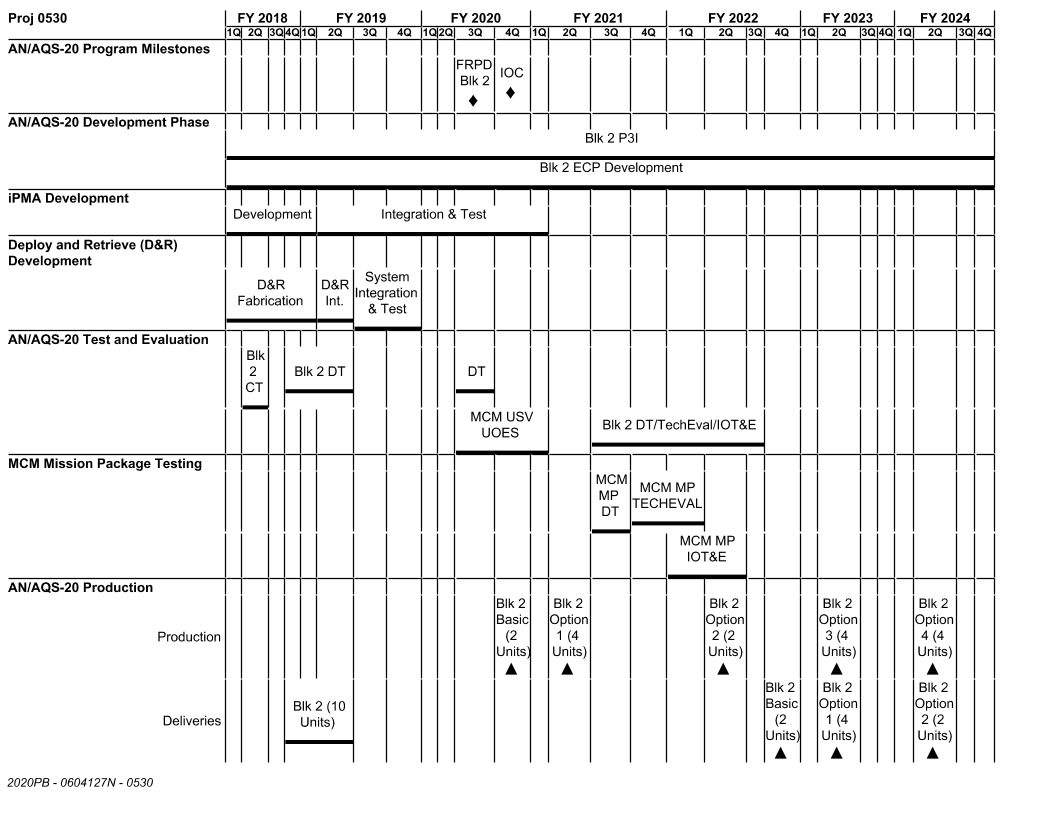 Proj 0530
FY 2018 FY 2019 FY 2020 FY 2021 FY 2022 FY 2023 FY 2024
1Q 2Q 3Q 4Q 1Q 2Q 3Q 4Q 1Q 2Q 3Q 4Q 1Q 2Q 3Q 4Q 1Q 2Q 3Q 4Q 1Q 2Q 3Q 4Q 1Q 2Q 3Q 4Q
AN/AQS-20 Program Milestones
FRPD
Blk 2
IOC
AN/AQS-20 Development Phase
Blk 2 P3I
Blk 2 ECP Development
iPMA Development
Development
Integration & Test
Deploy and Retrieve (D&R)
Development
D&R
Fabrication
D&R
Int.
System
Integration
& Test
AN/AQS-20 Test and Evaluation
Blk
2
CT
Blk 2 DT
DT
MCM USV
UOES
Blk 2 DT/TechEval/IOT&E
MCM Mission Package Testing
MCM
MP
DT
MCM MP
TECHEVAL
MCM MP
IOT&E
AN/AQS-20 Production
Production
Blk 2
Basic
(2
Units)
Blk 2
Option
1 (4
Units)
Blk 2
Option
2 (2
Units)
Blk 2
Option
3 (4
Units)
Blk 2
Option
4 (4
Units)
Deliveries
Blk 2 (10
Units)
Blk 2
Basic
(2
Units)
Blk 2
Option
1 (4
Units)
Blk 2
Option
2 (2
Units)
2020PB - 0604127N - 0530